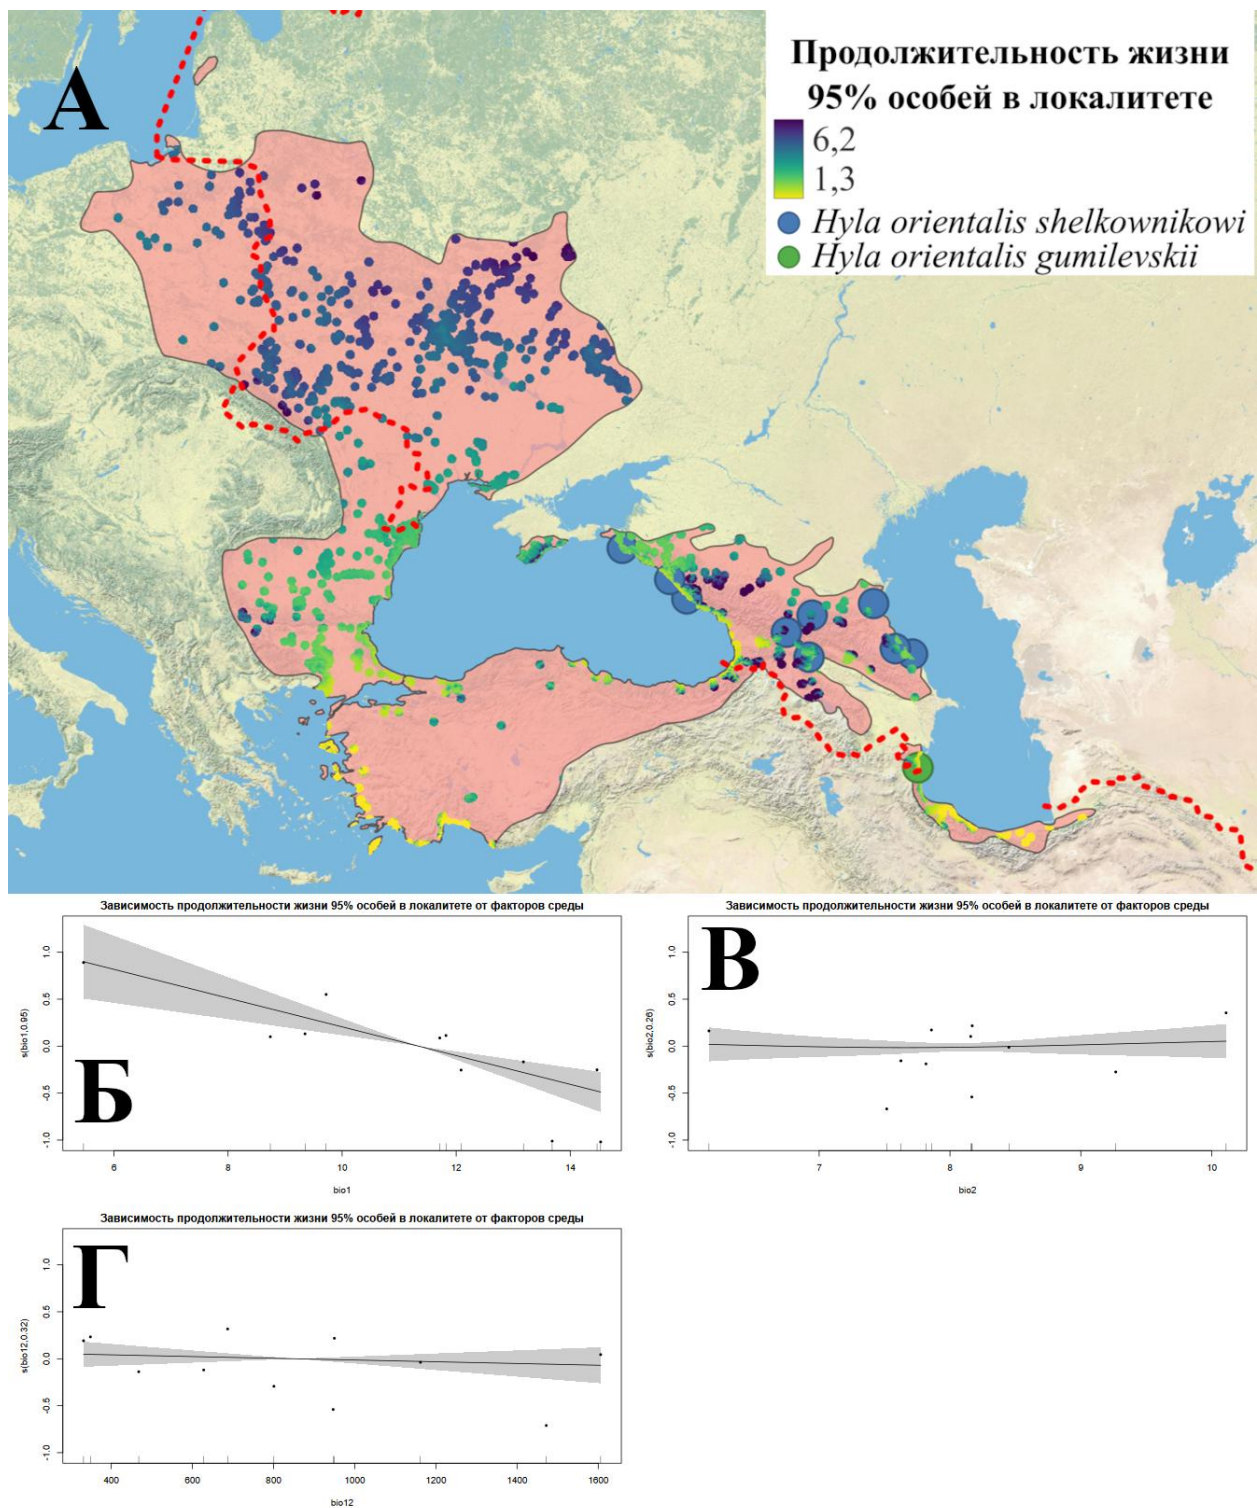 А
Продолжительность жизни
95% особей в локалитете
6,2
1,3
Hyla orientalis shelkownikowi
Hyla orientalis gumilevskii
Зависимость продолжительности жизни 95% особей в локалитете от факторов среды
Б
s(bio1,0.95)
1.0
0.5
0.0
-0.5
-1.0
6 8 10 12 14
bio1
Зависимость продолжительности жизни 95% особей в локалитете от факторов среды
В
s(bio2,0.26)
1.0
0.5
0.0
-0.5
-1.0
7 8 9 10
bio2
Зависимость продолжительности жизни 95% особей в локалитете от факторов среды
Г
s(bio12,0.32)
1.0
0.5
0.0
-0.5
-1.0
400 600 800 1000 1200 1400 1600
bio12